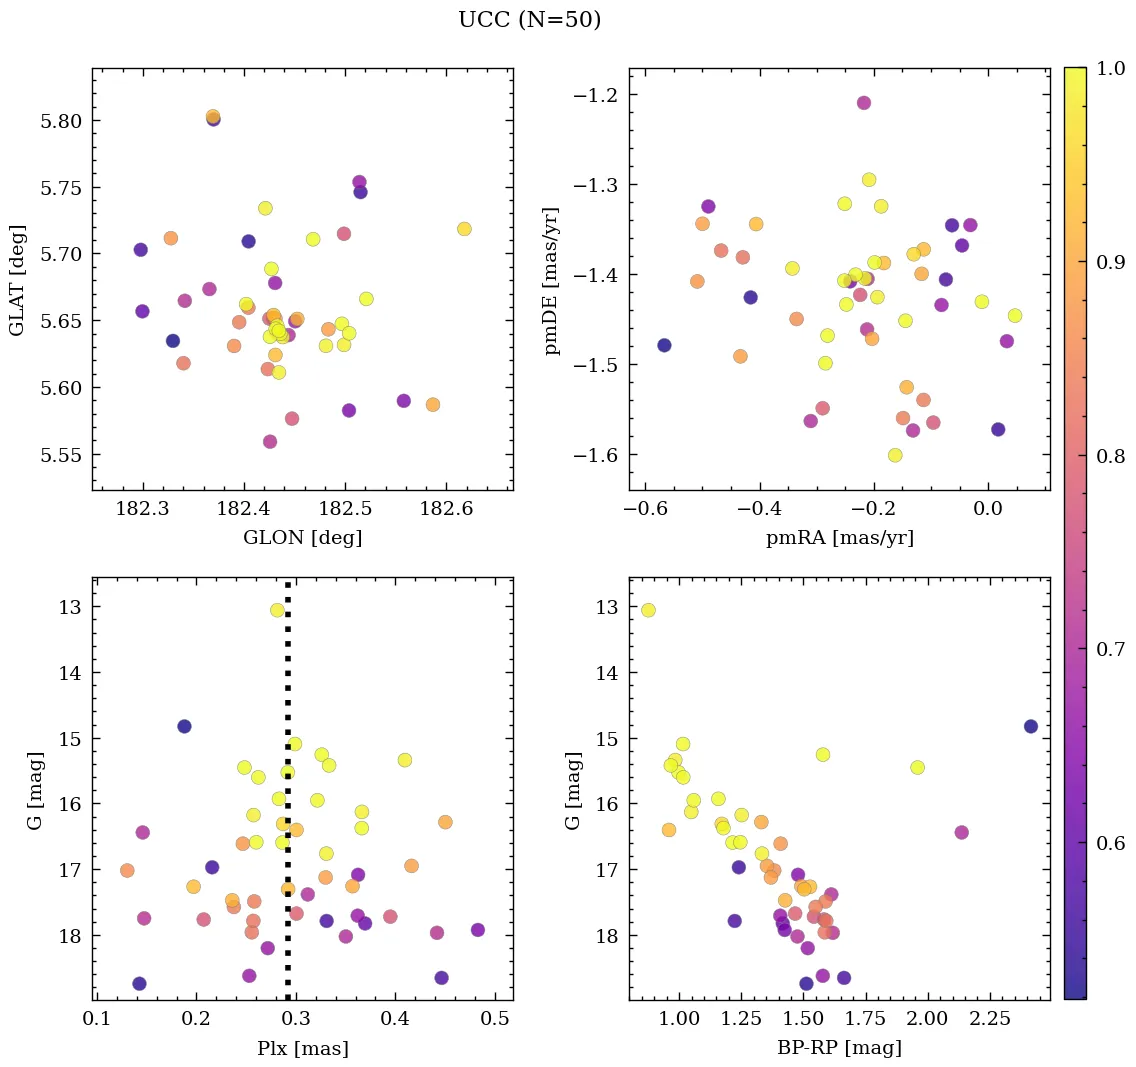 UCC (N=50)
5.80
5.75
5.70
5.65
5.60
5.55
GLAT [deg]
182.3 182.4 182.5 182.6
GLON [deg]
−1.2
−1.3
−1.4
−1.5
−1.6
pmDE [mas/yr]
−0.6 −0.4 −0.2 0.0
pmRA [mas/yr]
1.0
0.9
0.8
0.7
0.6
13
14
15
16
17
18
G [mag]
0.1 0.2 0.3 0.4 0.5
Plx [mas]
13
14
15
16
17
18
G [mag]
1.00 1.25 1.50 1.75 2.00 2.25
BP-RP [mag]